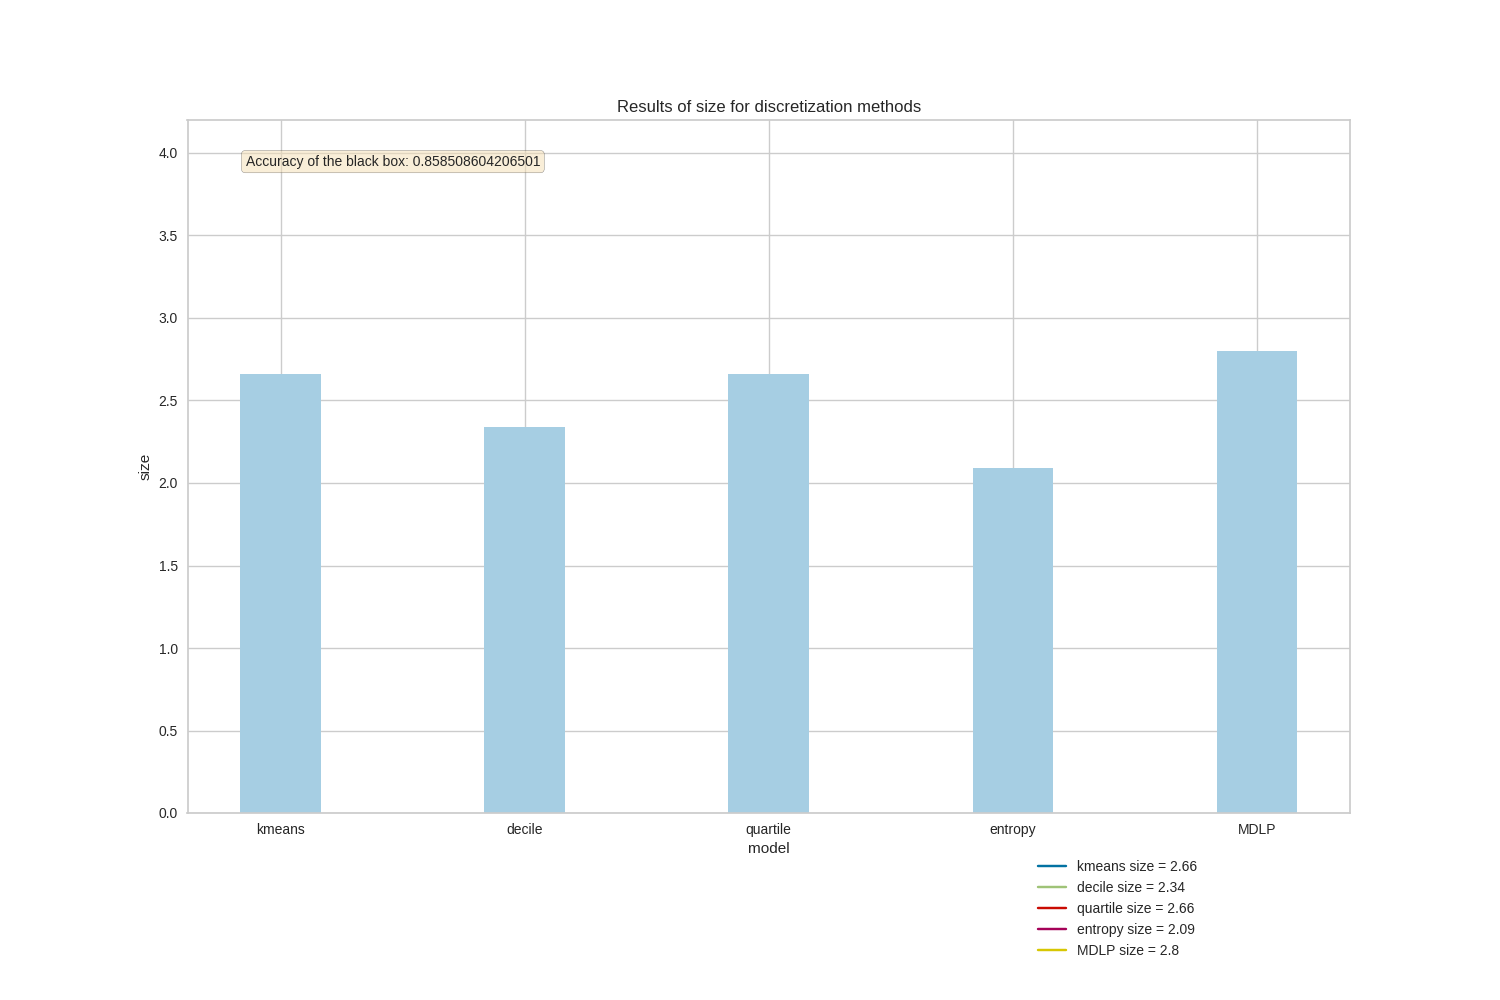 Results of size for discretization methods
Accuracy of the black box: 0.858508604206501
4.0
3.5
3.0
2.5
2.0
1.5
1.0
0.5
0.0
size
kmeans decile quartile entropy MDLP
model
kmeans size = 2.66
decile size = 2.34
quartile size = 2.66
entropy size = 2.09
MDLP size = 2.8